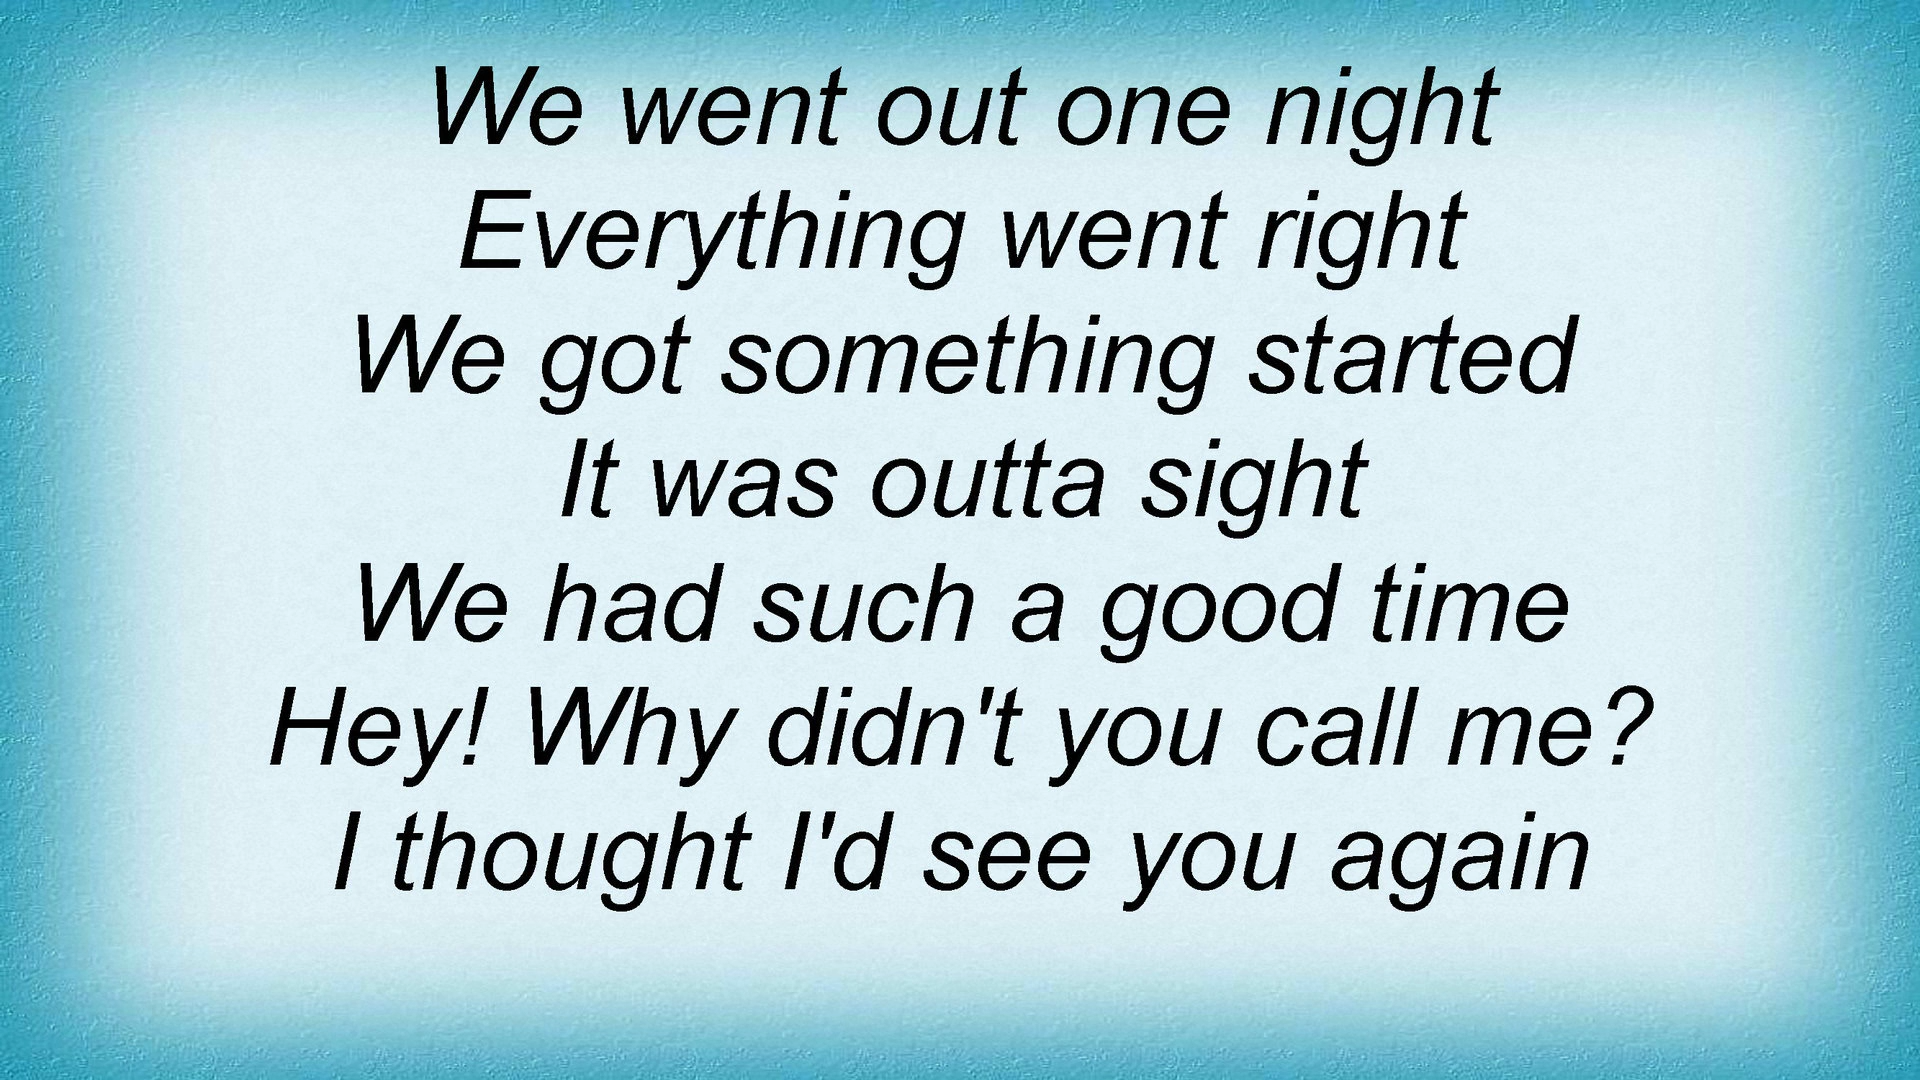 We went out one night
Everything went right
We got something started
It was outta sight
We had such a good time
Hey! Why didn't you call me?
I thought I'd see you again